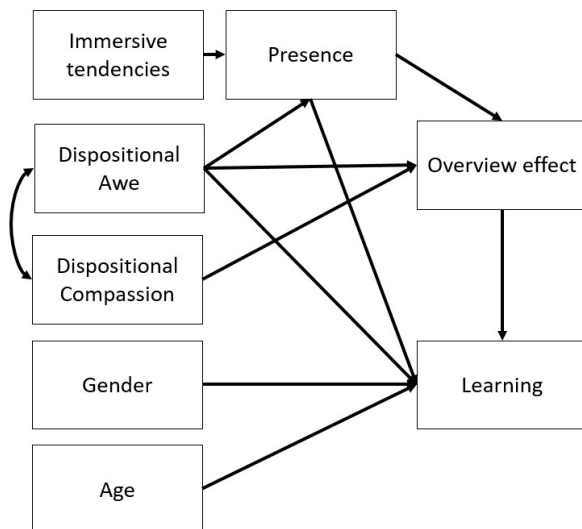 Immersive
tendencies
Presence
Dispositional
Awe
Overview effect
Dispositional
Compassion
Gender
Learning
Age